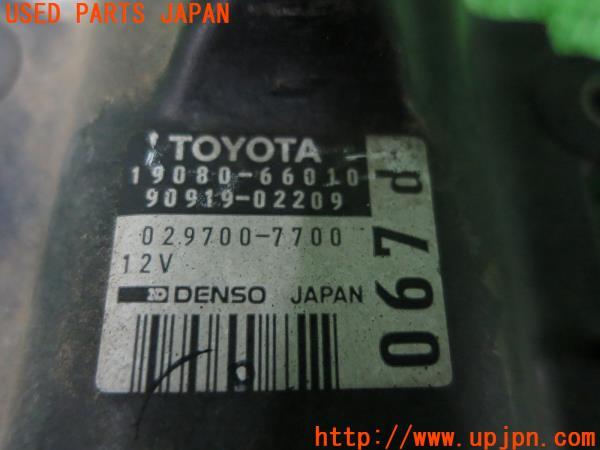 USED PARTS JAPAN
TOYOTA
19080-66010
90919-02209
029700-7700
12V
DENSO JAPAN
067d
http://www.upjpn.com